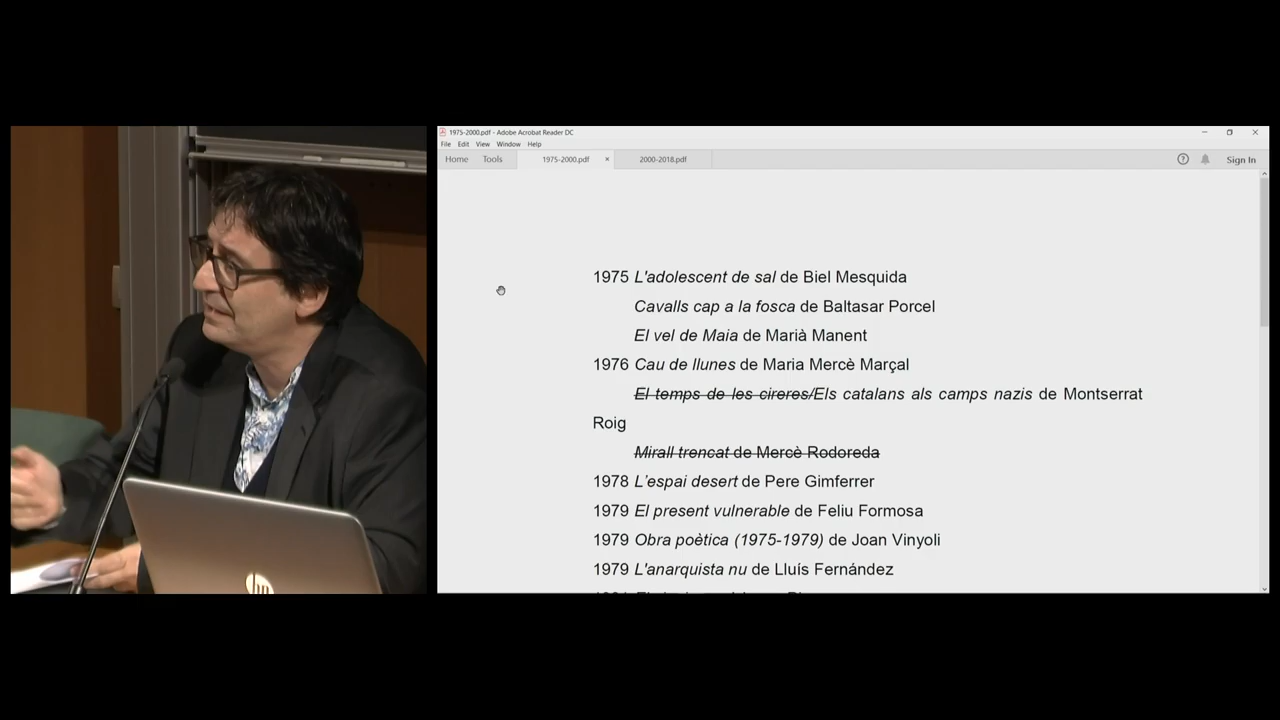 1975-2000.pdf - Adobe Acrobat Reader DC
File Edit View Window Help
Home Tools 1975-2000.pdf × 2000-2018.pdf Sign In
1975 L'adolescent de sal de Biel Mesquida
Cavalls cap a la fosca de Baltasar Porcel
El vel de Maia de Marià Manent
1976 Cau de llunes de Maria Mercè Marçal
El temps de les cireres/Els catalans als camps nazis de Montserrat
Roig
Mirall trencat de Mercè Rodoreda
1978 L'espai desert de Pere Gimferrer
1979 El present vulnerable de Feliu Formosa
1979 Obra poètica (1975-1979) de Joan Vinyoli
1979 L'anarquista nu de Lluís Fernández
hp